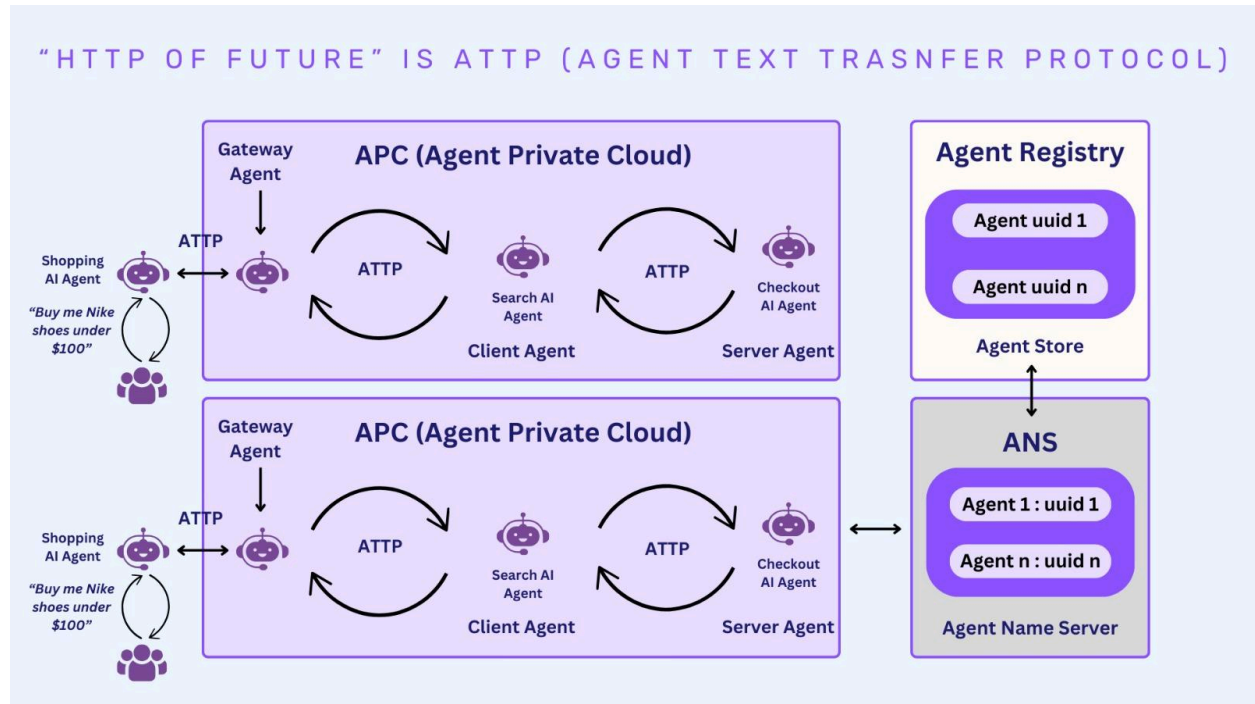 “HTTP OF FUTURE” IS ATTP (AGENT TEXT TRASNFER PROTOCOL)
Gateway
Agent
APC (Agent Private Cloud)
ATTP
Shopping
AI Agent
“Buy me Nike
shoes under
$100”
ATTP
Search AI
Agent
Client Agent
ATTP
Checkout
AI Agent
Server Agent
Agent Registry
Agent uuid 1
Agent uuid n
Agent Store
Gateway
Agent
APC (Agent Private Cloud)
ATTP
Shopping
AI Agent
“Buy me Nike
shoes under
$100”
ATTP
Search AI
Agent
Client Agent
ATTP
Checkout
AI Agent
Server Agent
ANS
Agent 1 : uuid 1
Agent n : uuid n
Agent Name Server